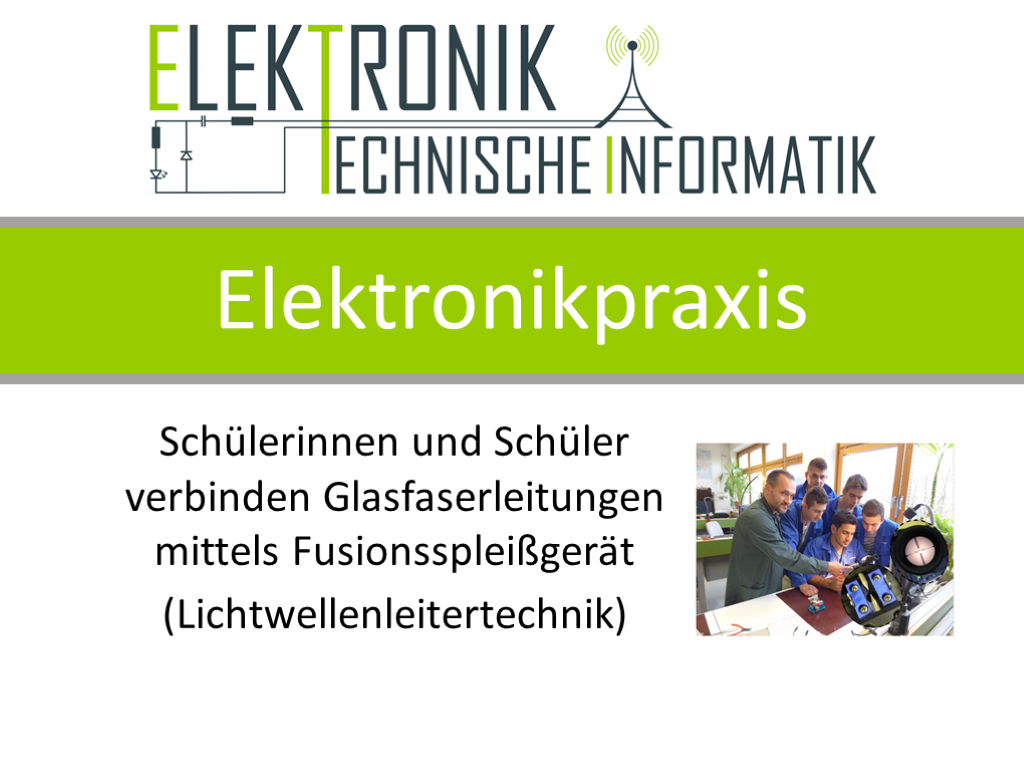 ELEKTRONIK
TECHNISCHE INFORMATIK
Elektronikpraxis
Schülerinnen und Schüler
verbinden Glasfaserleitungen
mittels Fusionsspleißgerät
(Lichtwellenleitertechnik)